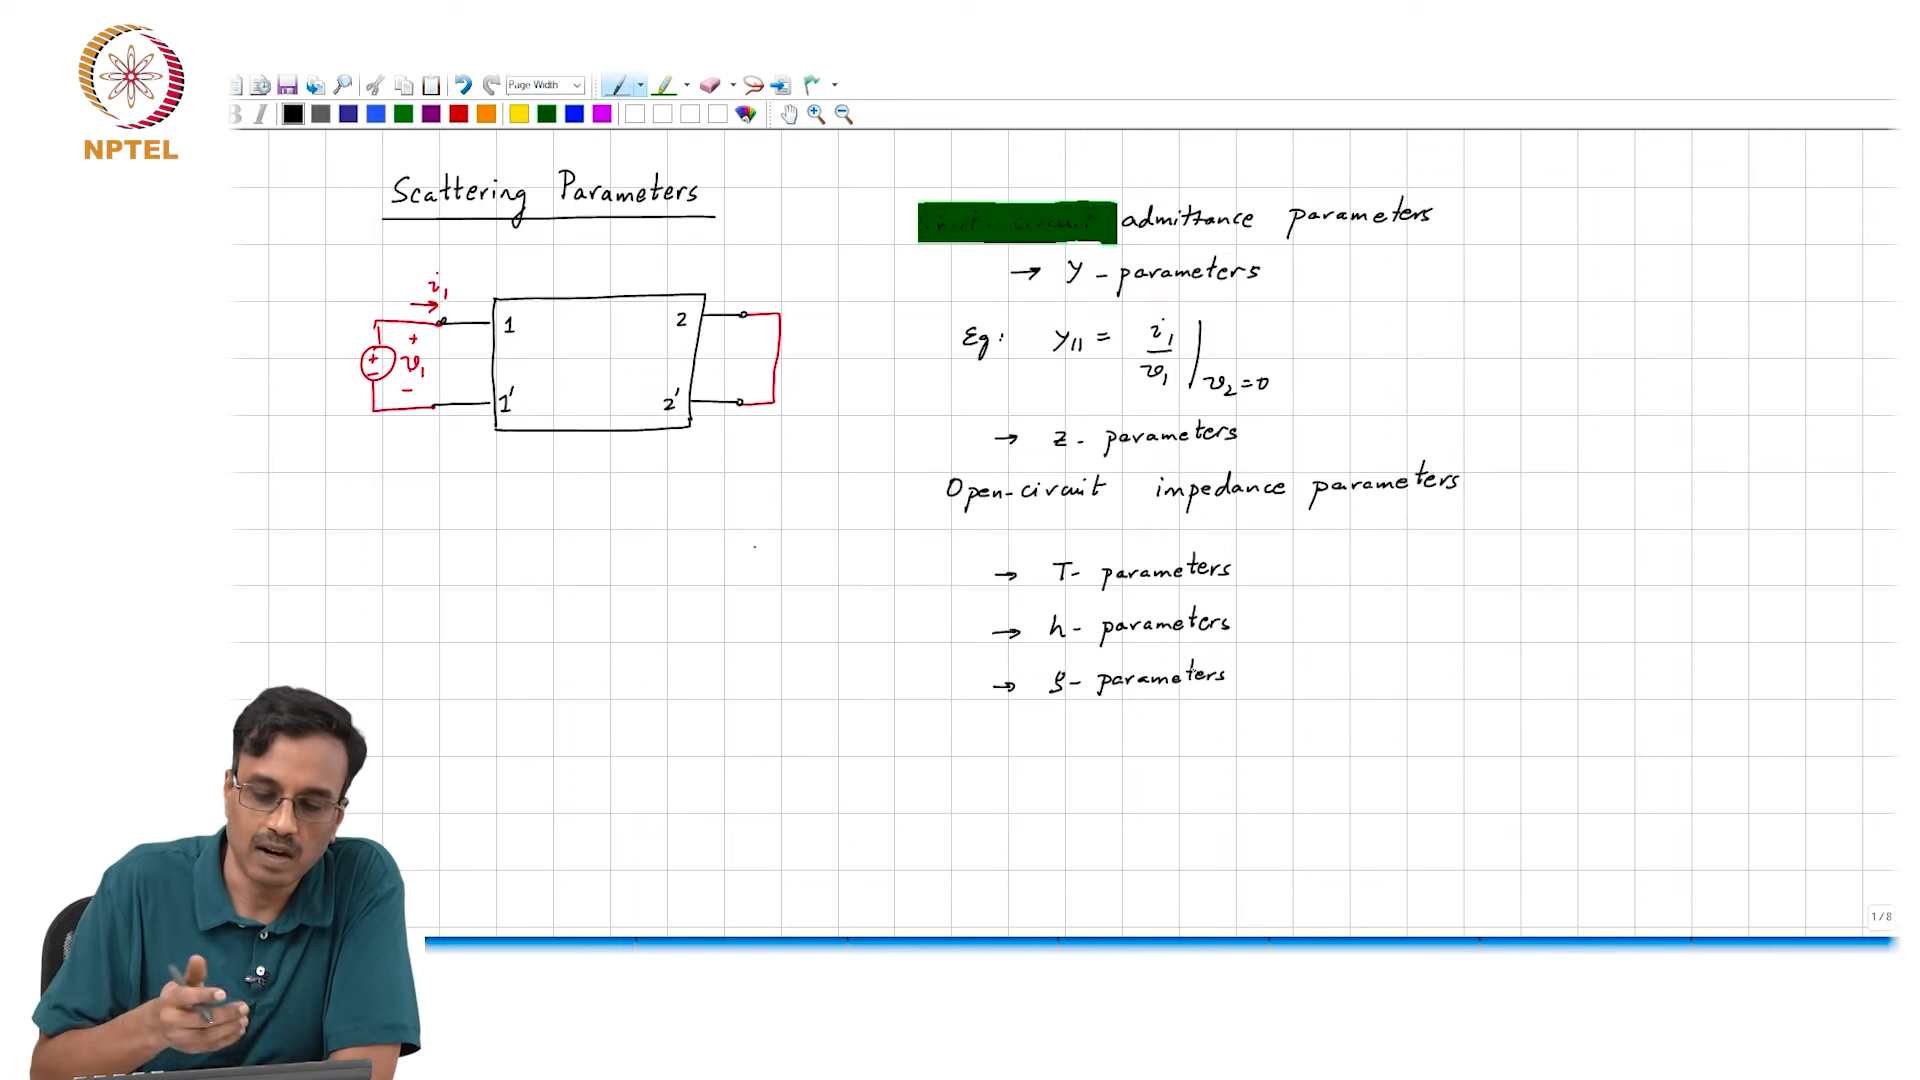 NPTEL
Page Width
B I
Scattering Parameters
admittance parameters
→ Y - parameters
Eg: Y11 = i1/v1 | v2=0
→ z - parameters
Open-circuit impedance parameters
→ T- parameters
→ h- parameters
→ g- parameters
i1
+
v1
-
+
-
1
1'
2
2'
1/8